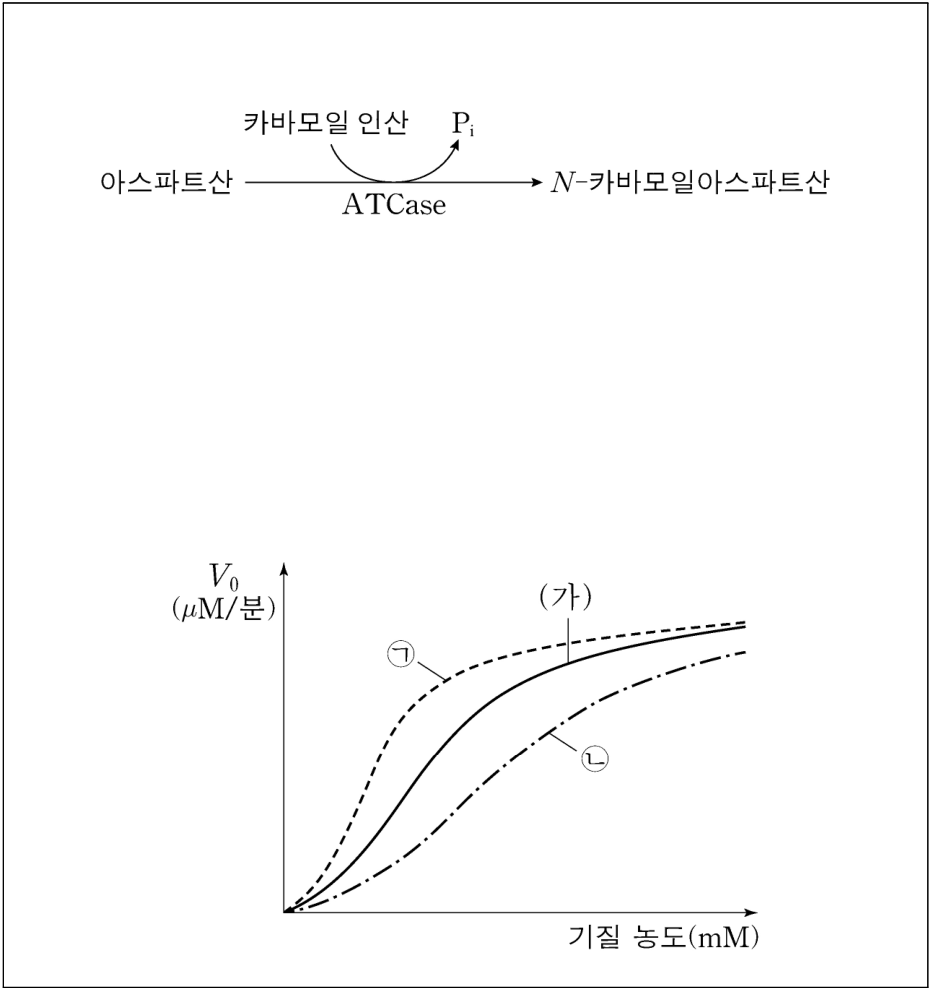 카바모일 인산 Pi
아스파트산 N-카바모일아스파트산
ATCase
V0
(μM/분)
(가)
㉠
㉡
기질 농도(mM)